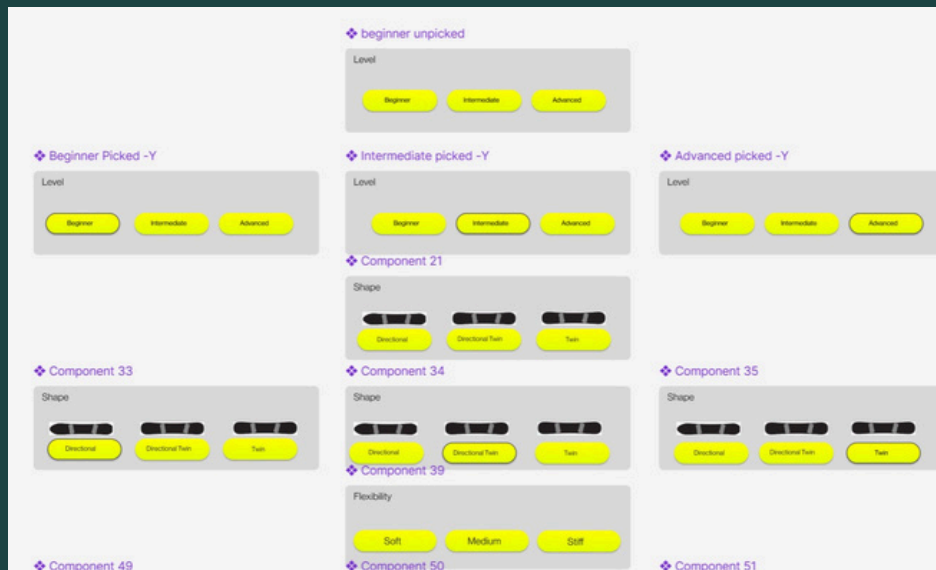 beginner unpicked
Level
Beginner Intermediate Advanced
Beginner Picked -Y Intermediate picked -Y Advanced picked -Y
Level Level Level
Beginner Intermediate Advanced Beginner Intermediate Advanced Beginner Intermediate Advanced
Component 21
Shape
Directional Directional Twin Twin
Component 33 Component 34 Component 35
Shape Shape Shape
Directional Directional Twin Twin Directional Directional Twin Twin Directional Directional Twin Twin
Component 39
Flexibility
Soft Medium Stiff
Component 49 Component 50 Component 51